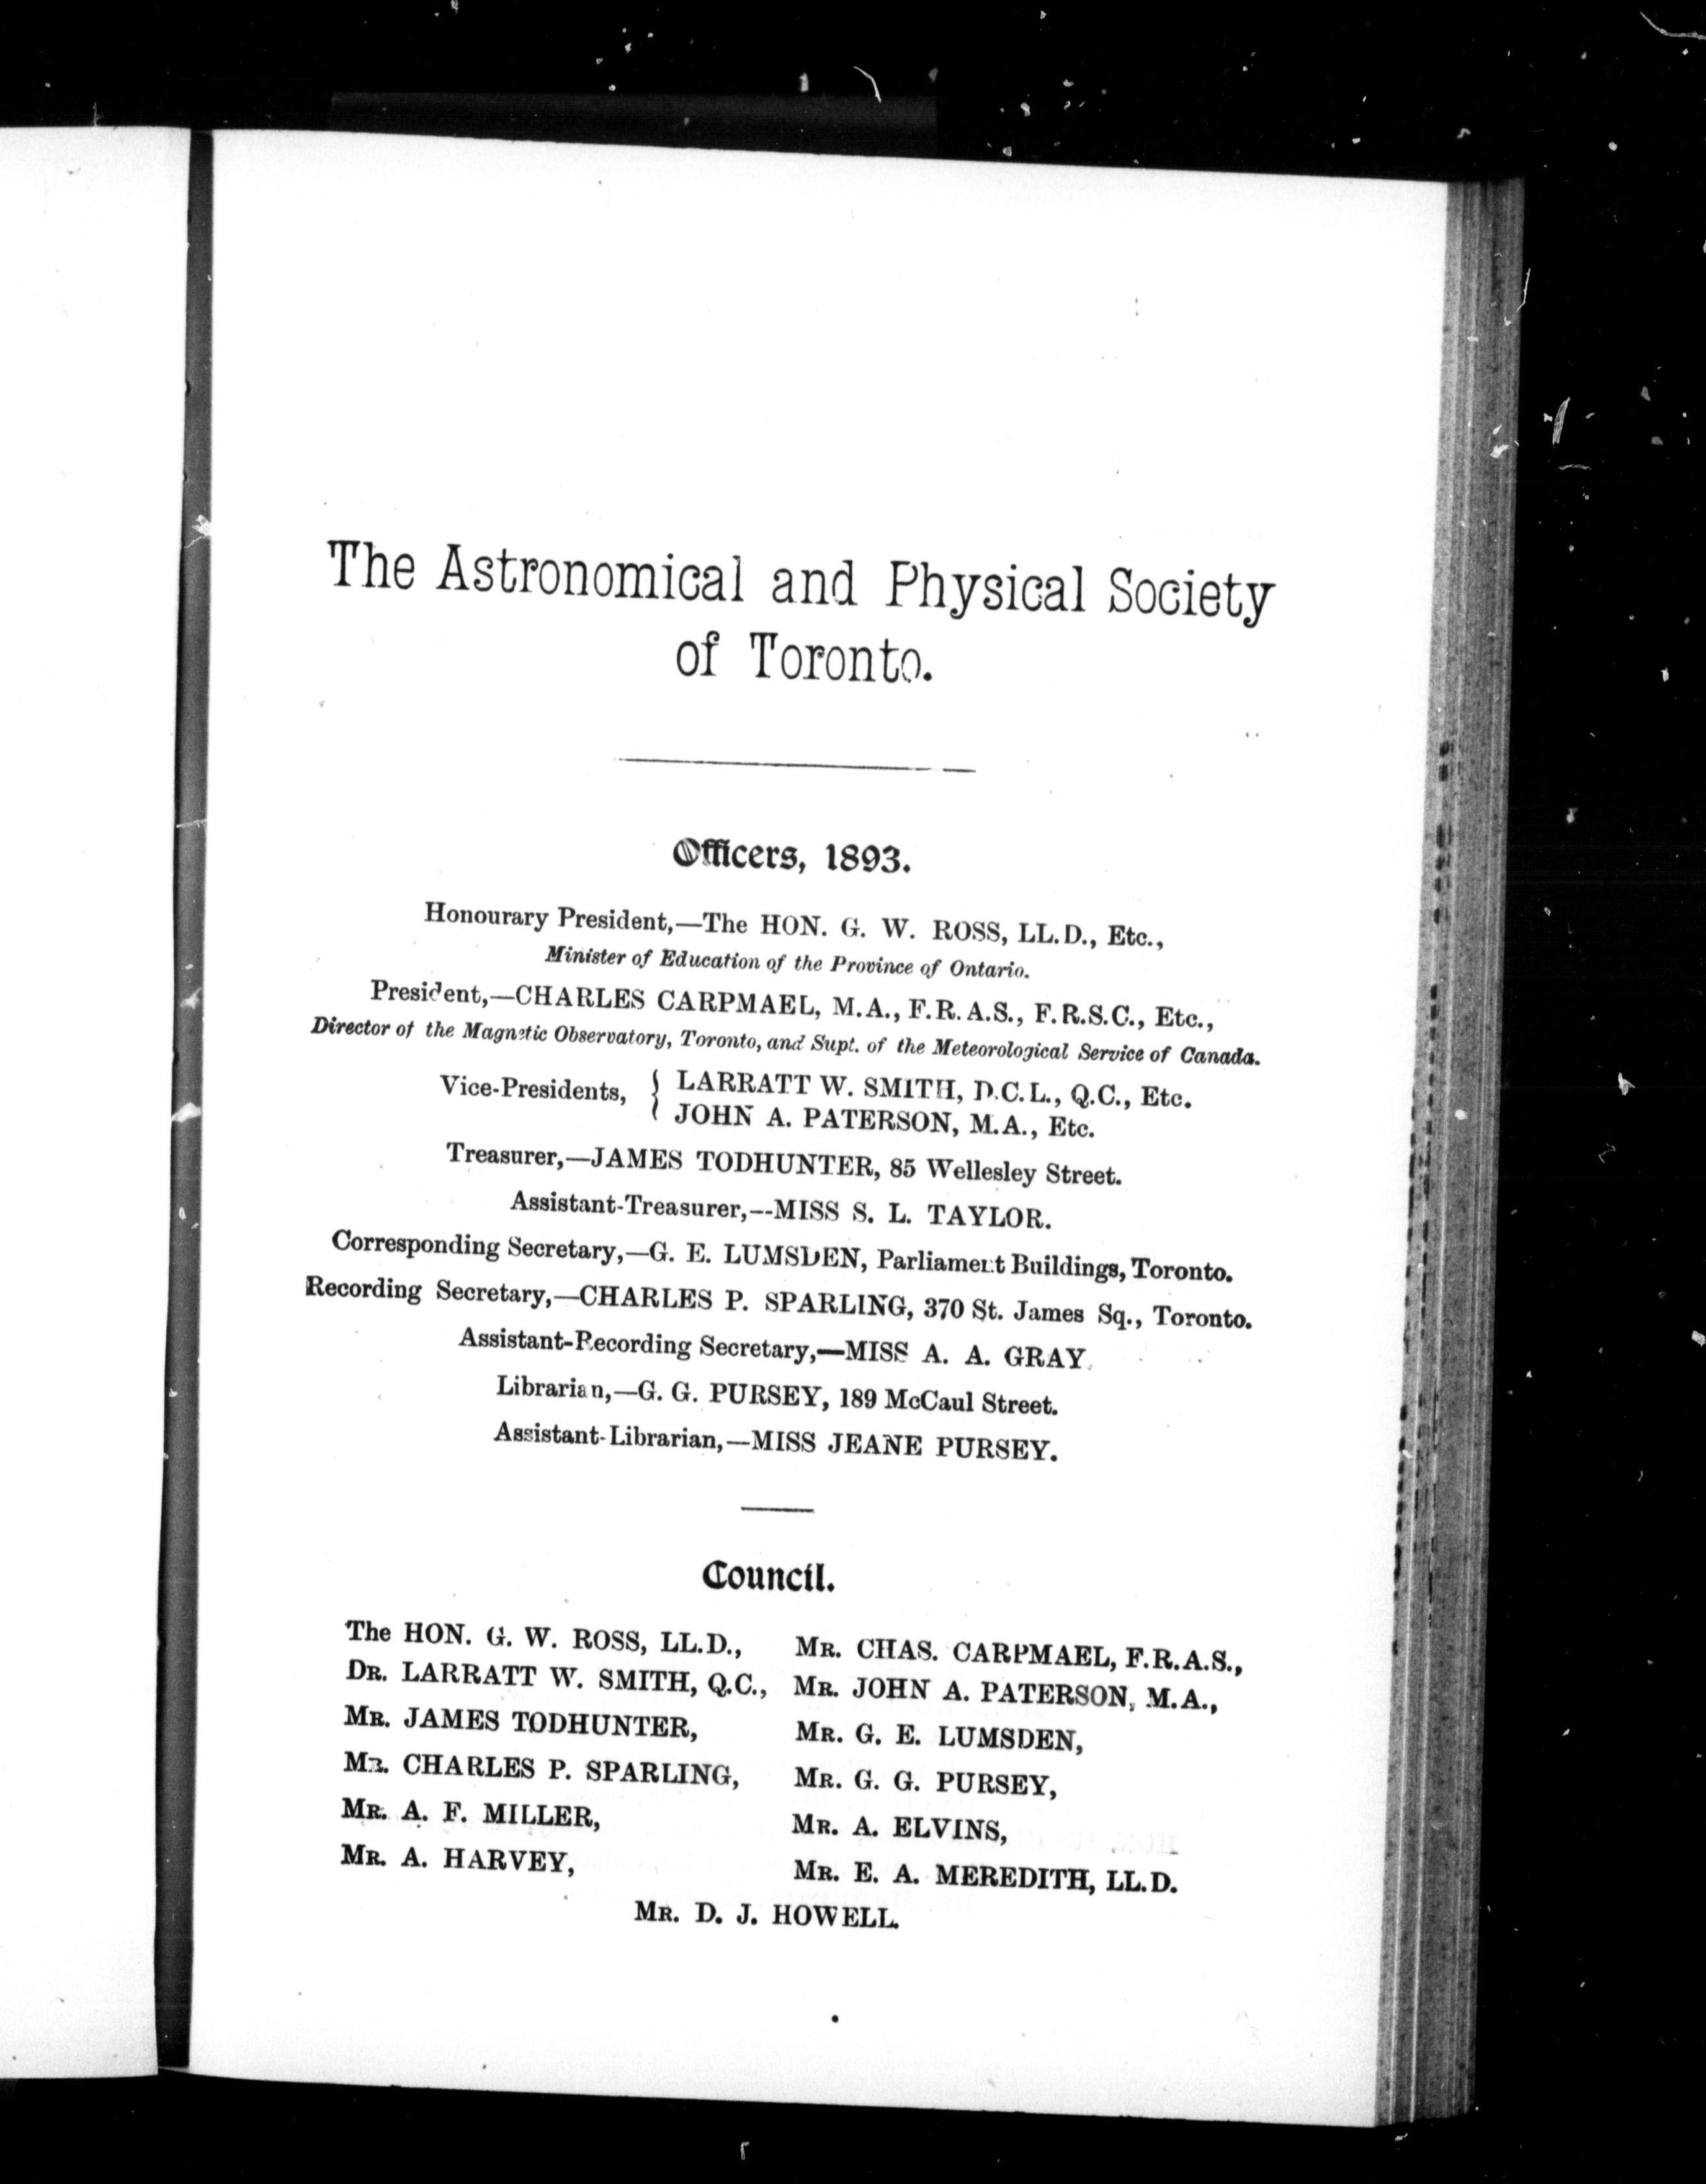 The Astronomical and Physical Society
of Toronto.
Officers, 1893.
Honourary President,—The HON. G. W. ROSS, LL.D., Etc.,
Minister of Education of the Province of Ontario.
President,—CHARLES CARPMAEL, M.A., F.R.A.S., F.R.S.C., Etc.,
Director of the Magnetic Observatory, Toronto, and Supt. of the Meteorological Service of Canada.
Vice-Presidents, { LARRATT W. SMITH, D.C.L., Q.C., Etc.
JOHN A. PATERSON, M.A., Etc.
Treasurer,—JAMES TODHUNTER, 85 Wellesley Street.
Assistant-Treasurer,—MISS S. L. TAYLOR.
Corresponding Secretary,—G. E. LUMSDEN, Parliament Buildings, Toronto.
Recording Secretary,—CHARLES P. SPARLING, 370 St. James Sq., Toronto.
Assistant-Recording Secretary,—MISS A. A. GRAY.
Librarian,—G. G. PURSEY, 189 McCaul Street.
Assistant-Librarian,—MISS JEANE PURSEY.
Council.
The HON. G. W. ROSS, LL.D., MR. CHAS. CARPMAEL, F.R.A.S.,
DR. LARRATT W. SMITH, Q.C., MR. JOHN A. PATERSON, M.A.,
MR. JAMES TODHUNTER, MR. G. E. LUMSDEN,
MR. CHARLES P. SPARLING, MR. G. G. PURSEY,
MR. A. F. MILLER, MR. A. ELVINS,
MR. A. HARVEY, MR. E. A. MEREDITH, LL.D.
MR. D. J. HOWELL.